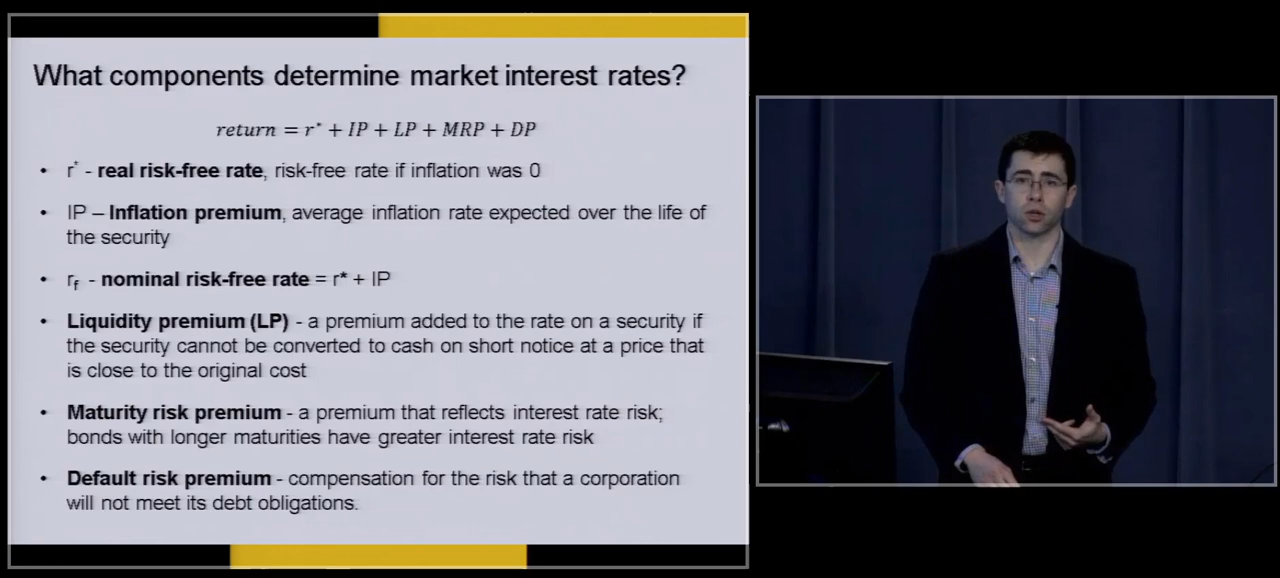 What components determine market interest rates?
return = r* + IP + LP + MRP + DP
• r* - real risk-free rate, risk-free rate if inflation was 0
• IP – Inflation premium, average inflation rate expected over the life of
the security
• rf - nominal risk-free rate = r* + IP
• Liquidity premium (LP) - a premium added to the rate on a security if
the security cannot be converted to cash on short notice at a price that
is close to the original cost
• Maturity risk premium - a premium that reflects interest rate risk;
bonds with longer maturities have greater interest rate risk
• Default risk premium - compensation for the risk that a corporation
will not meet its debt obligations.